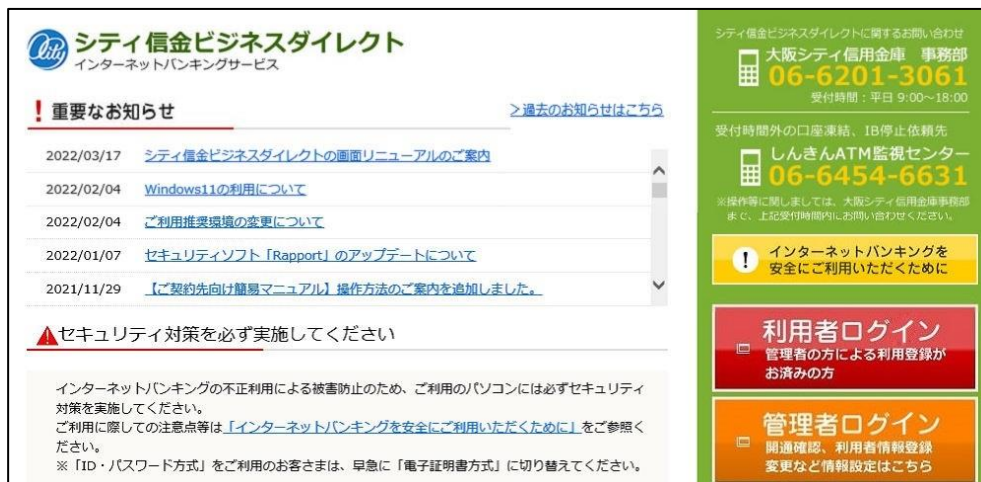 City
シティ信金ビジネスダイレクト
インターネットバンキングサービス
重要なお知らせ
>過去のお知らせはこちら
2022/03/17 シティ信金ビジネスダイレクトの画面リニューアルのご案内
2022/02/04 Windows11の利用について
2022/02/04 ご利用推奨環境の変更について
2022/01/07 セキュリティソフト「Rapport」のアップデートについて
2021/11/29 【ご契約先向け簡易マニュアル】操作方法のご案内を追加しました。
セキュリティ対策を必ず実施してください
インターネットバンキングの不正利用による被害防止のため、ご利用のパソコンには必ずセキュリティ
対策を実施してください。
ご利用に際しての注意点等は「インターネットバンキングを安全にご利用いただくために」をご参照く
ださい。
※「ID・パスワード方式」をご利用のお客さまは、早急に「電子証明書方式」に切り替えてください。
シティ信金ビジネスダイレクトに関するお問い合わせ
大阪シティ信用金庫 事務部
06-6201-3061
受付時間：平日 9:00～18:00
受付時間外の口座凍結、IB停止依頼先
しんきんATM監視センター
06-6454-6631
※操作等に関しましては、大阪シティ信用金庫事務部
まで、上記受付時間内にお問い合わせください。
インターネットバンキングを
安全にご利用いただくために
利用者ログイン
管理者の方による利用登録が
お済みの方
管理者ログイン
開通確認、利用者情報登録
変更など情報設定はこちら